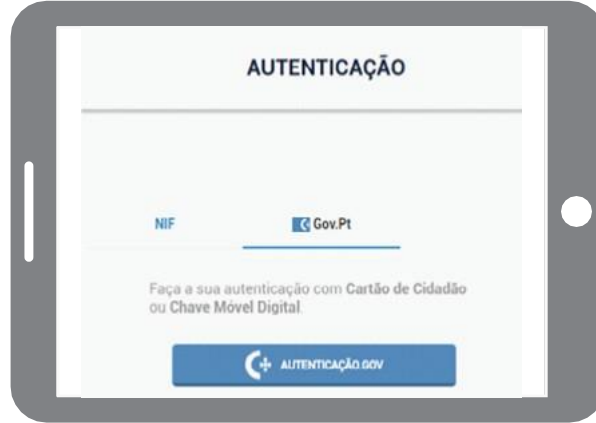 AUTENTICAÇÃO
NIF
Gov.Pt
Faça a sua autenticação com Cartão de Cidadão
ou Chave Móvel Digital.
AUTENTICAÇÃO.GOV